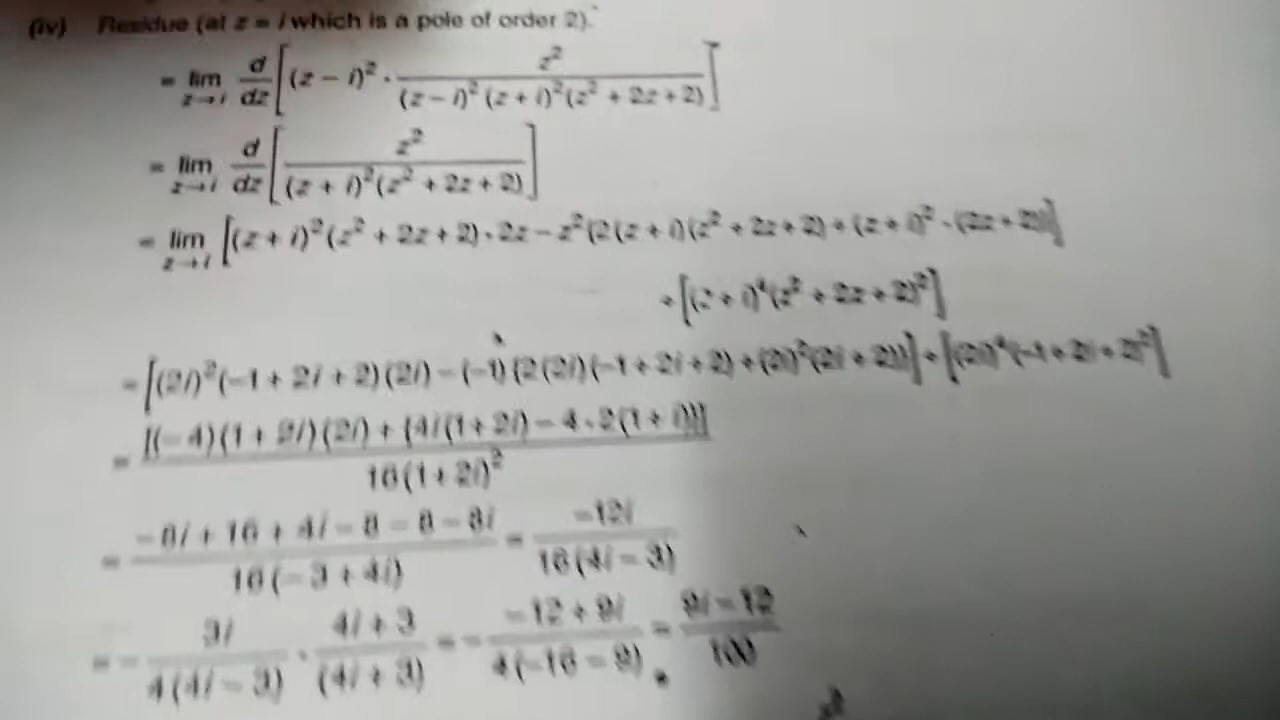 (iv) Residue (at z = i which is a pole of order 2).
= lim z→i d/dz [(z – i)² · z² / (z – i)² (z + i)² (z² + 2z + 2)]
= lim z→i d/dz [z² / (z + i)² (z² + 2z + 2)]
= lim z→i [(z + i)² (z² + 2z + 2) · 2z – z² {2 (z + i) (z² + 2z + 2) + (z + i)² · (2z + 2)}]
÷ [(z + i)⁴ (z² + 2z + 2)²]
= [(2i)² (–1 + 2i + 2) (2i) – (–1) {2 (2i) (–1 + 2i + 2) + (2i)² (2i + 2)}] ÷ [(2i)⁴ (–1 + 2i + 2)²]
= [(– 4) (1 + 2i) (2i) + {4i (1 + 2i) – 4 · 2 (1 + i)}] / 16 (1 + 2i)²
= –8i + 16 + 4i – 8 – 8 – 8i / 16 (– 3 + 4i) = –12i / 16 (4i – 3)
= – 3i / 4 (4i – 3) · 4i + 3 / (4i + 3) = – –12 + 9i / 4 (–16 – 9) = 9i – 12 / 100